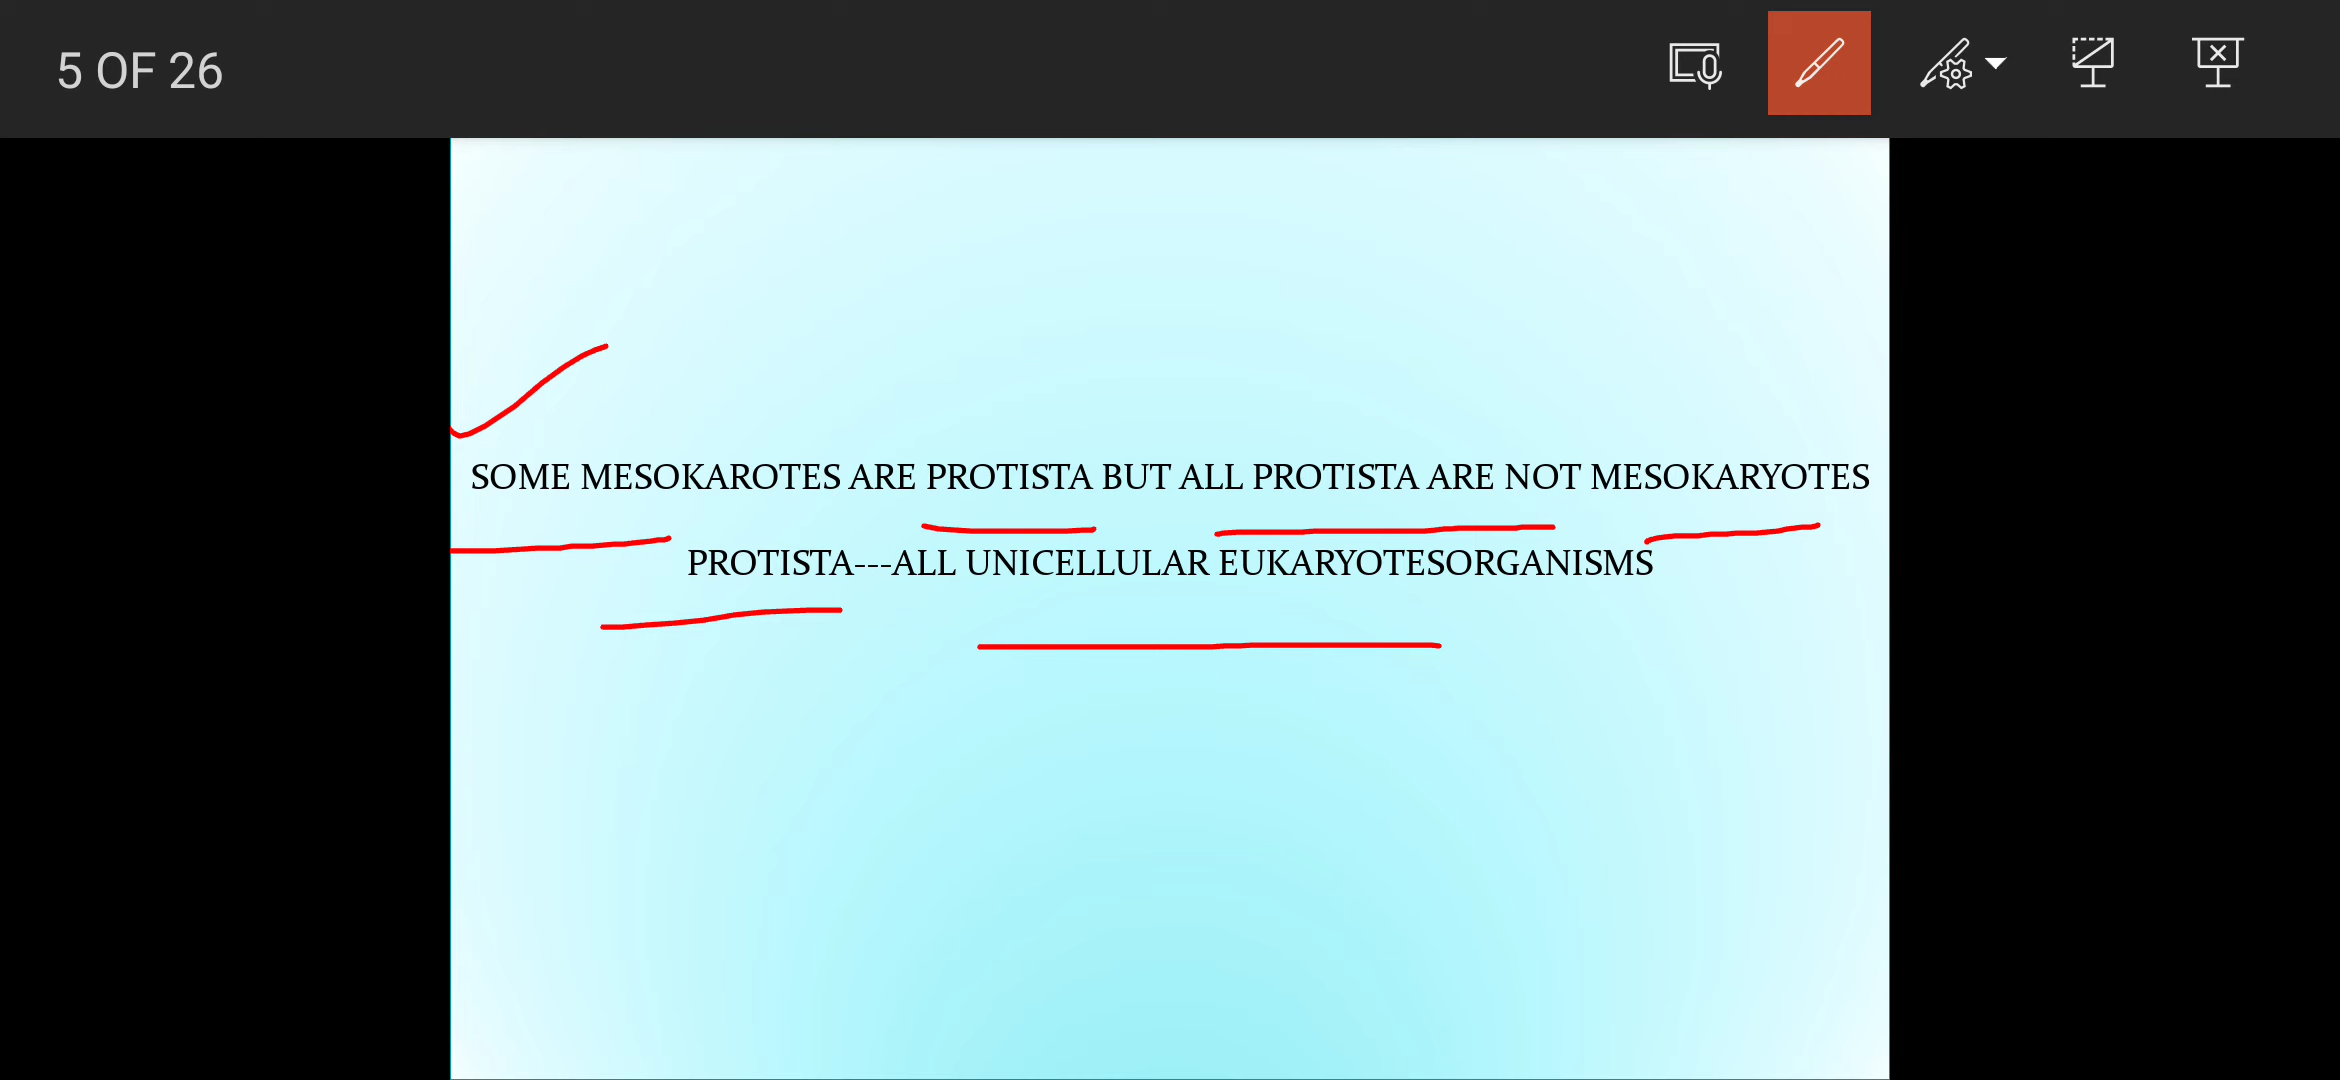 5 OF 26
SOME MESOKAROTES ARE PROTISTA BUT ALL PROTISTA ARE NOT MESOKARYOTES
PROTISTA---ALL UNICELLULAR EUKARYOTESORGANISMS